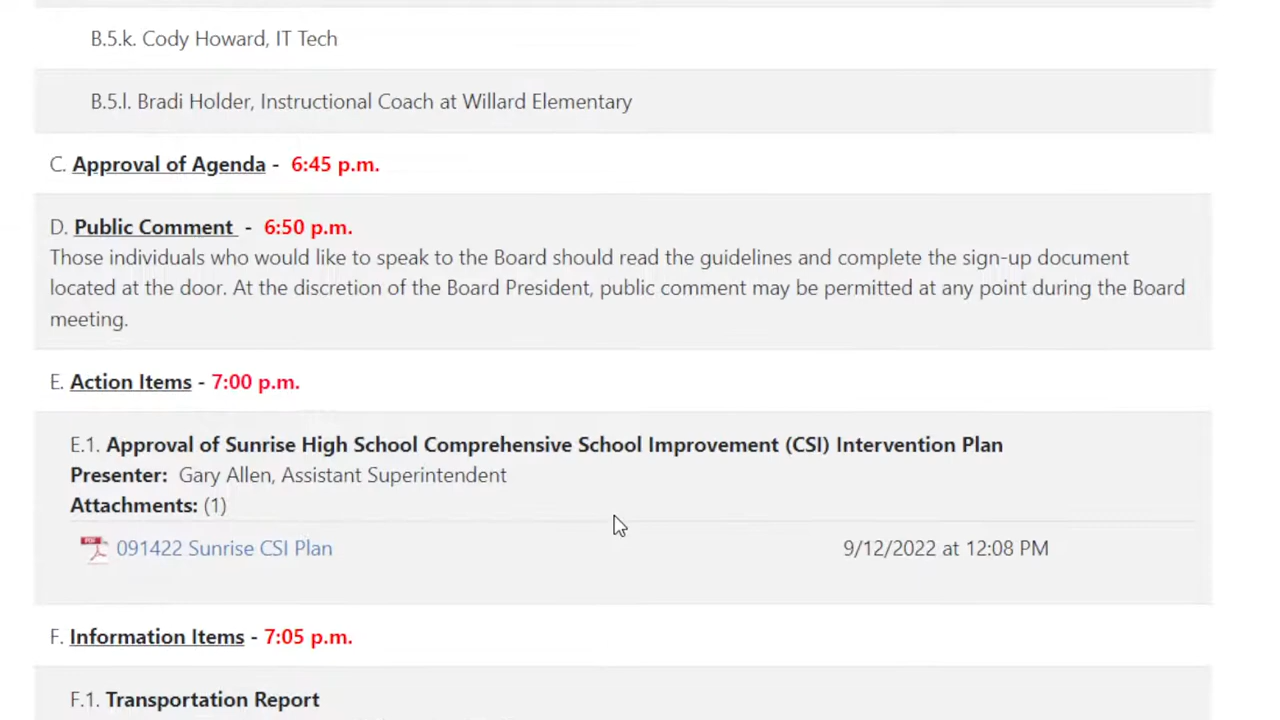 B.5.k. Cody Howard, IT Tech
B.5.l. Bradi Holder, Instructional Coach at Willard Elementary
C. Approval of Agenda - 6:45 p.m.
D. Public Comment - 6:50 p.m.
Those individuals who would like to speak to the Board should read the guidelines and complete the sign-up document
located at the door. At the discretion of the Board President, public comment may be permitted at any point during the Board
meeting.
E. Action Items - 7:00 p.m.
E.1. Approval of Sunrise High School Comprehensive School Improvement (CSI) Intervention Plan
Presenter: Gary Allen, Assistant Superintendent
Attachments: (1)
PDF 091422 Sunrise CSI Plan 9/12/2022 at 12:08 PM
F. Information Items - 7:05 p.m.
F.1. Transportation Report